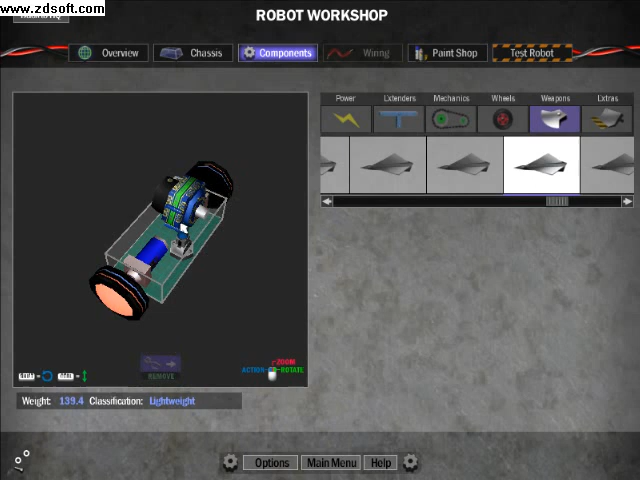 www.zdsoft.com
ROBOT WORKSHOP
Overview Chassis Components Wiring Paint Shop Test Robot
Power Extenders Mechanics Wheels Weapons Extras
REMOVE
ZOOM
ROTATE
Weight: 139.4 Classification: Lightweight
Options Main Menu Help